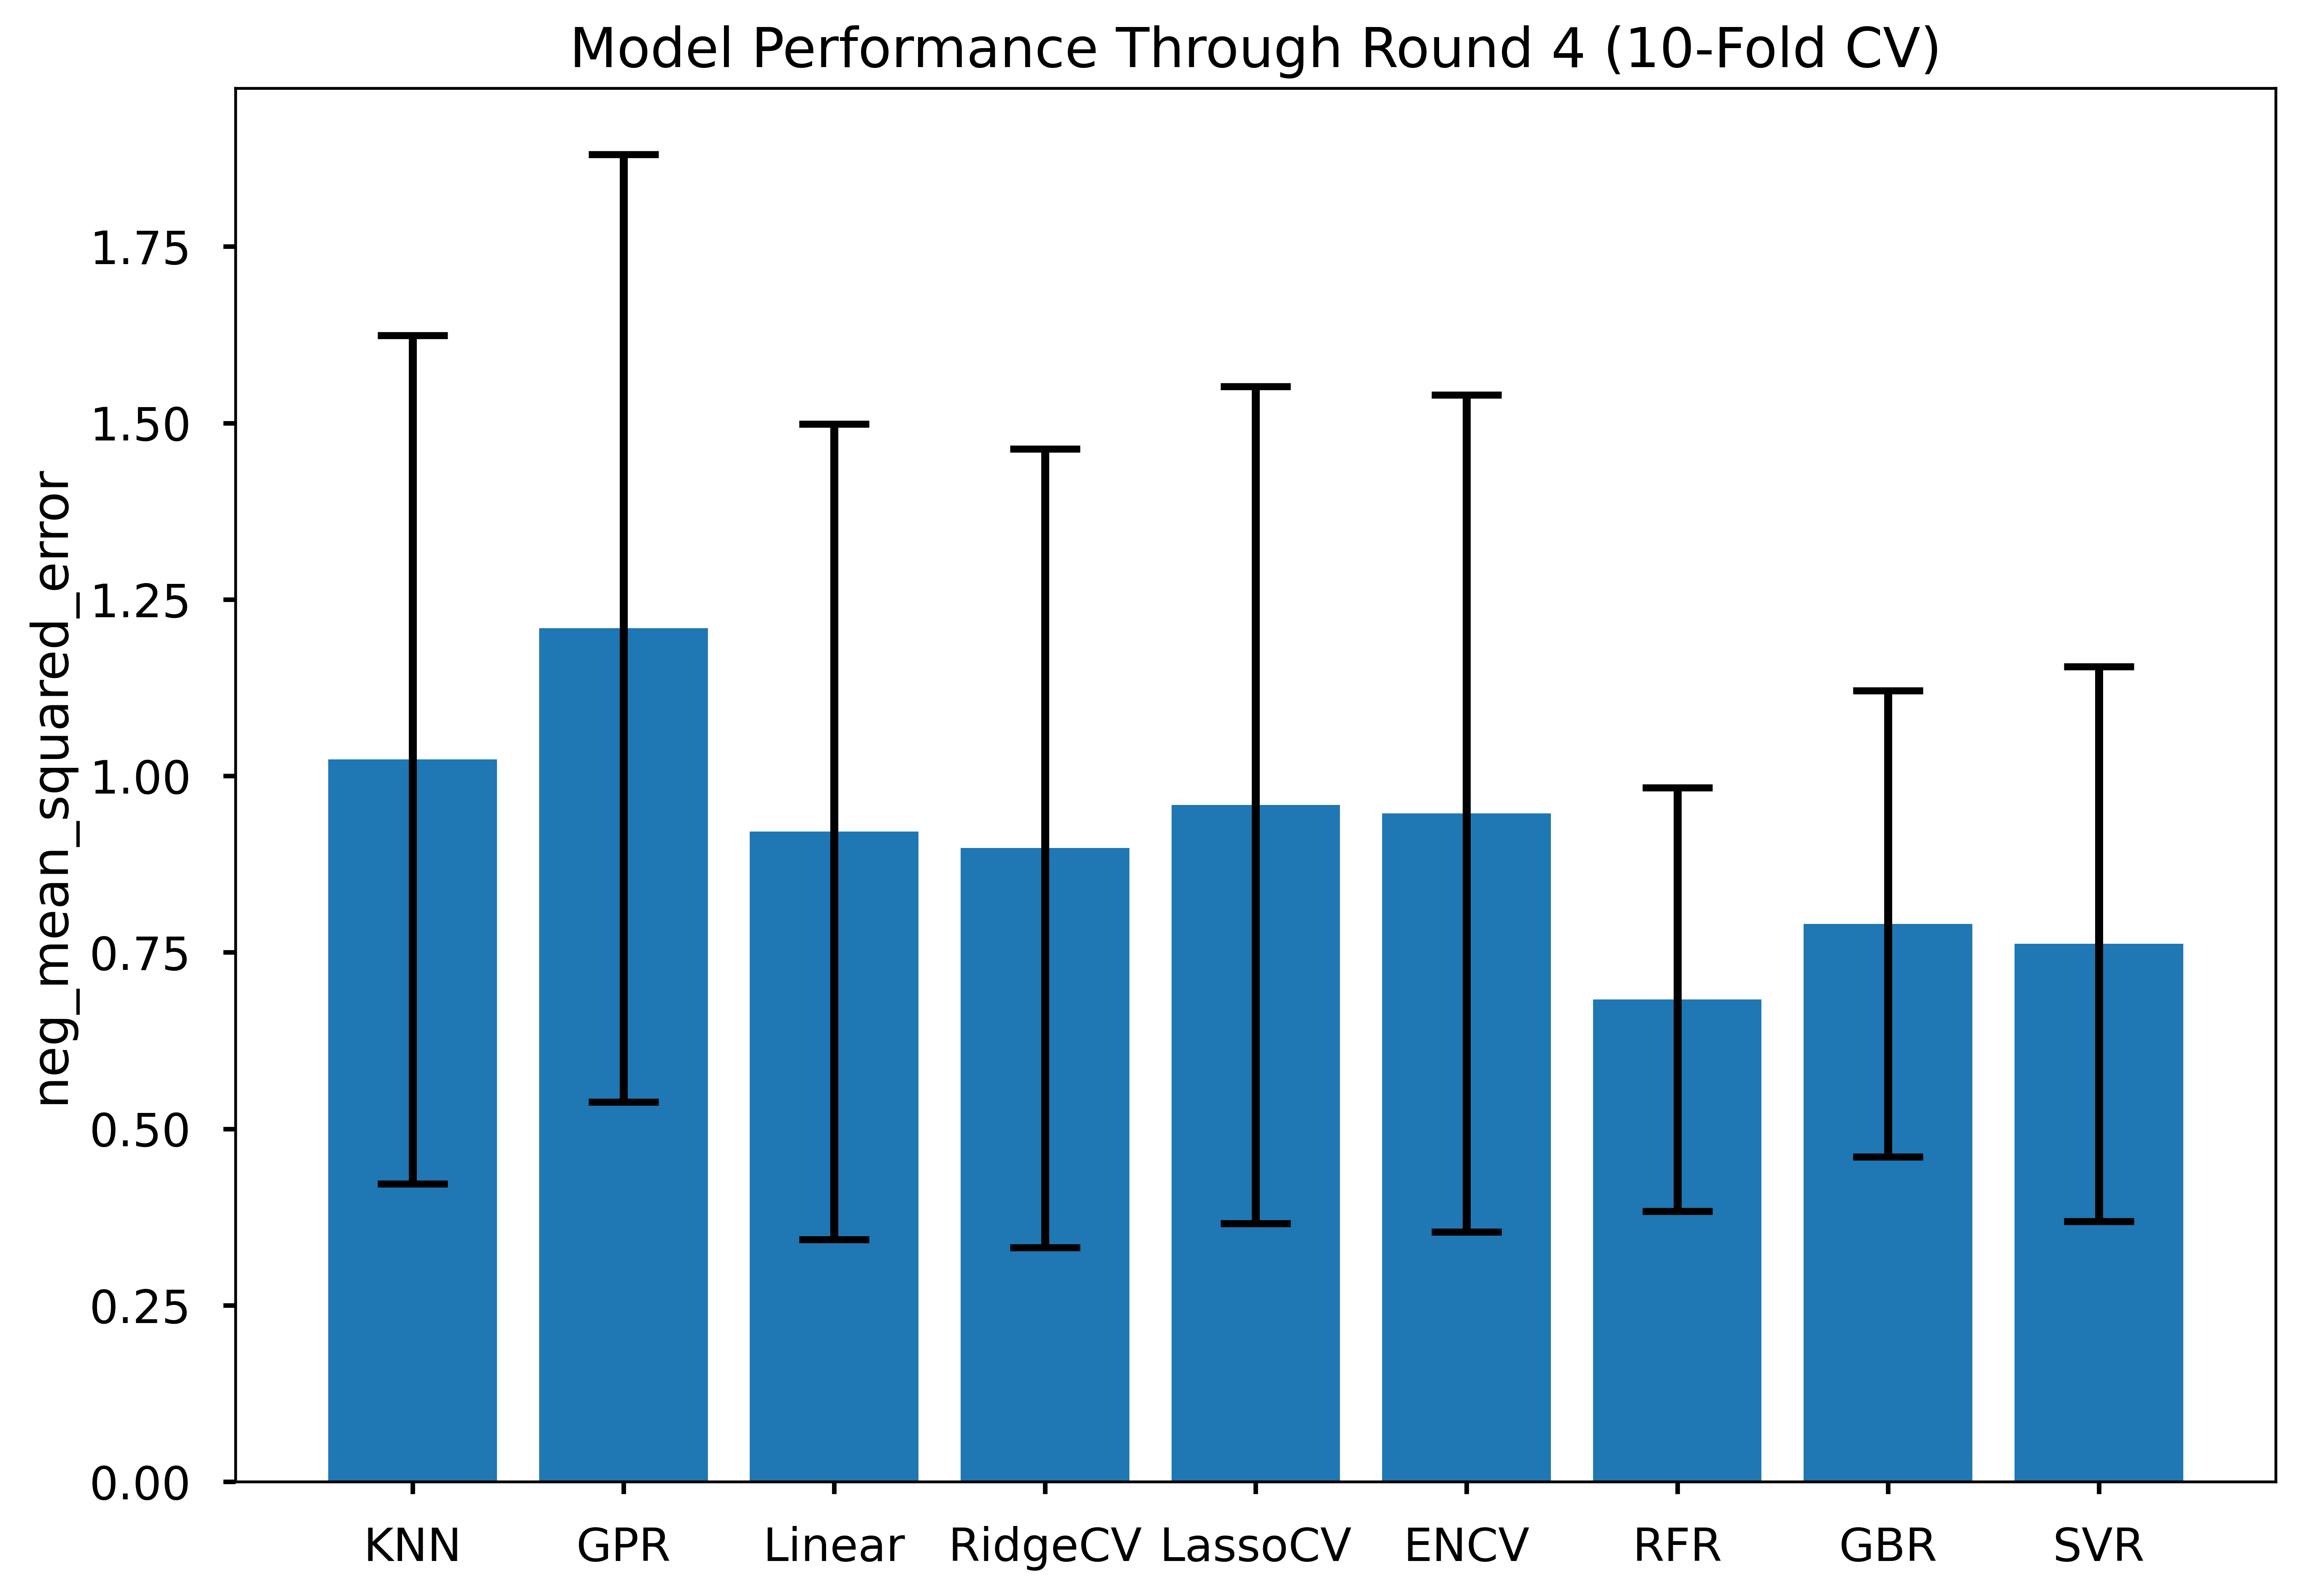 Model Performance Through Round 4 (10-Fold CV)
neg_mean_squared_error
1.75
1.50
1.25
1.00
0.75
0.50
0.25
0.00
KNN GPR Linear RidgeCV LassoCV ENCV RFR GBR SVR